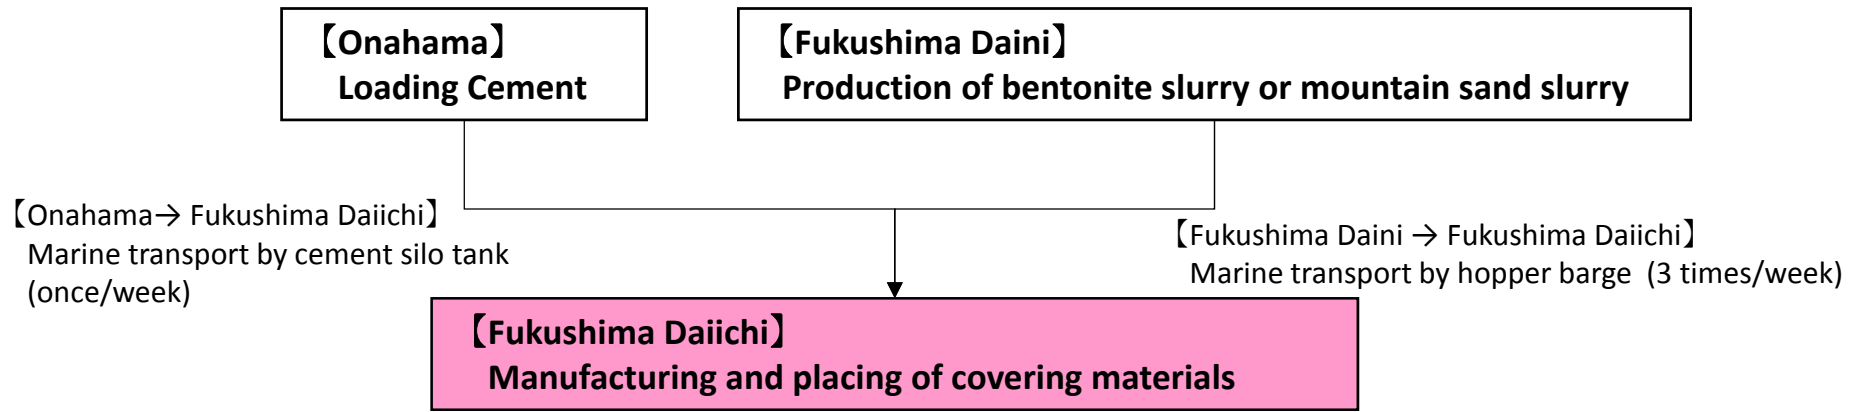 【Onahama】
Loading Cement
【Fukushima Daini】
Production of bentonite slurry or mountain sand slurry
【Onahama→ Fukushima Daiichi】
Marine transport by cement silo tank
(once/week)
【Fukushima Daini → Fukushima Daiichi】
Marine transport by hopper barge (3 times/week)
【Fukushima Daiichi】
Manufacturing and placing of covering materials